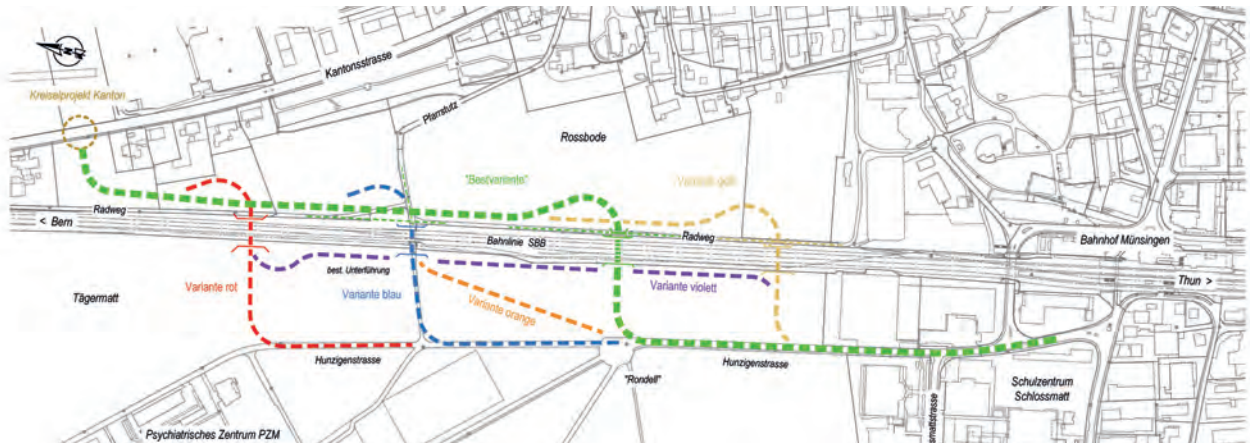 Kantonsstrasse
Kreiselprojekt Kanton
Pfarrstutz
Rossbode
"Bestvariante"
Variante gelb
Radweg
< Bern
Radweg
Bahnlinie SBB
Bahnhof Münsingen
best. Unterführung
Thun >
Tägermatt
Variante rot
Variante blau
Variante orange
Variante violett
Hunzigenstrasse
Hunzigenstrasse
"Rondell"
Schulzentrum
Schlossmatt
Psychiatrisches Zentrum PZM